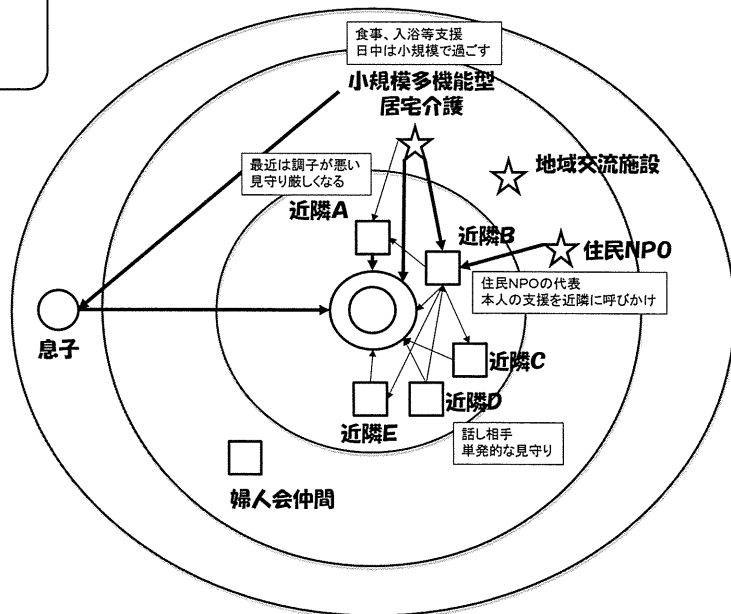 食事、入浴等支援
日中は小規模で過ごす
小規模多機能型
居宅介護
地域交流施設
最近は調子が悪い
見守り厳しくなる
近隣A
近隣B
住民NPO
住民NPOの代表
本人の支援を近隣に呼びかけ
息子
近隣C
近隣D
近隣E
話し相手
単発的な見守り
婦人会仲間